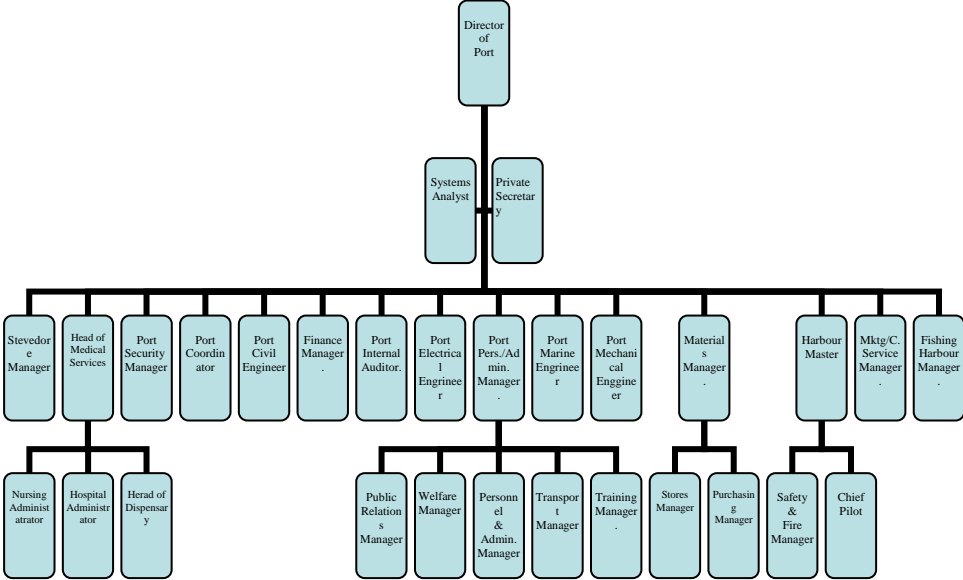 Director
of
Port
Systems
Analyst
Private
Secretar
y
Stevedor
e
Manager
Head of
Medical
Services
Port
Security
Manager
Port
Coordin
ator
Port
Civil
Engineer
Finance
Manager
.
Port
Internal
Auditor.
Port
Electrica
l
Engrinee
r
Port
Pers./Ad
min.
Manager
.
Port
Marine
Engrinee
r
Port
Mechani
cal
Enggine
er
Material
s
Manager
.
Harbour
Master
Mktg/C.
Service
Manager
.
Fishing
Harbour
Manager
.
Nursing
Administ
atrator
Hospital
Administr
ator
Herad of
Dispensar
y
Public
Relation
s
Manager
Welfare
Manager
Personn
el
&
Admin.
Manager
Transpor
t
Manager
Training
Manager
.
Stores
Manager
Purchasin
g
Manager
Safety
&
Fire
Manager
Chief
Pilot